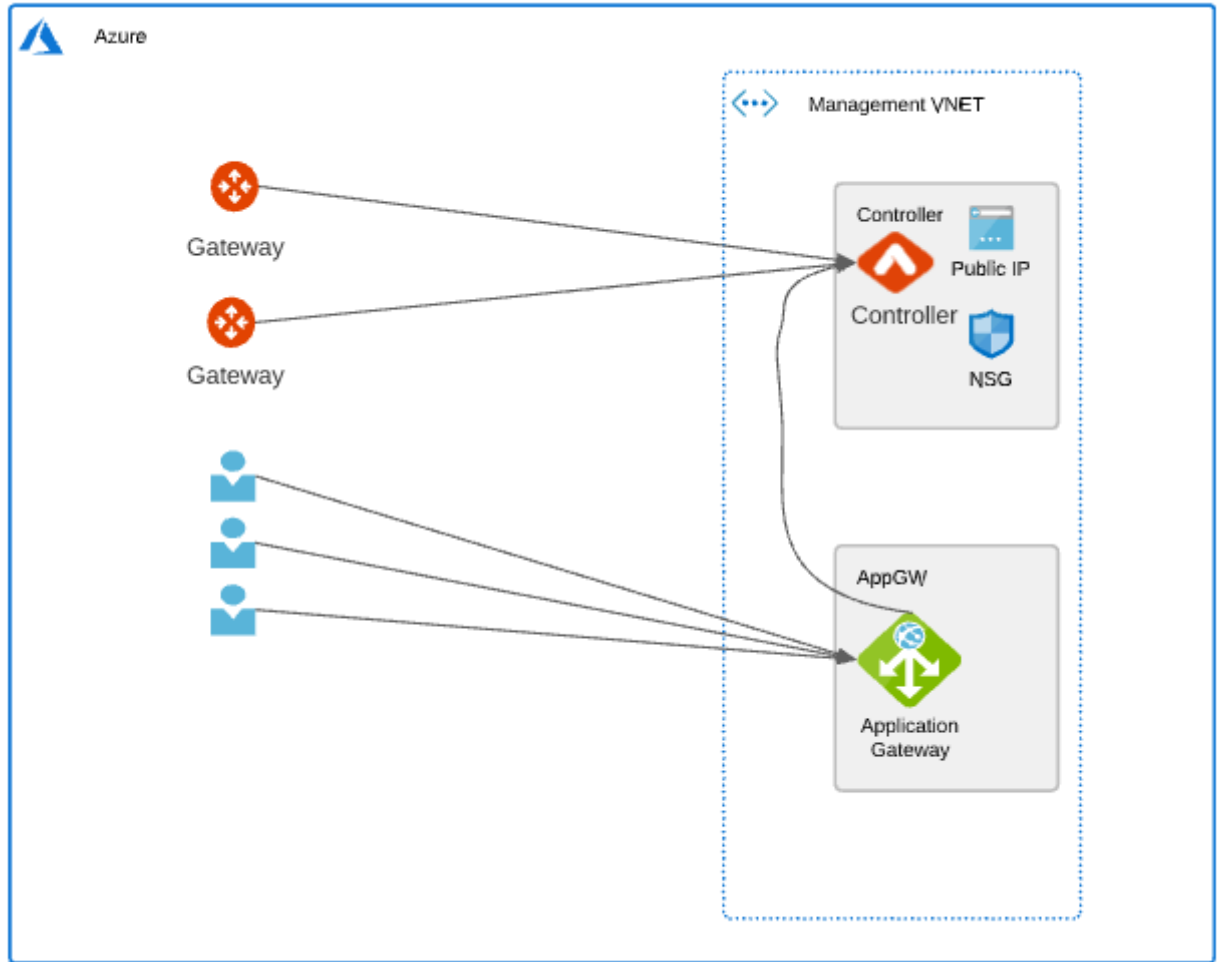 Azure
Management VNET
Gateway
Gateway
Controller
Public IP
Controller
NSG
AppGW
Application
Gateway